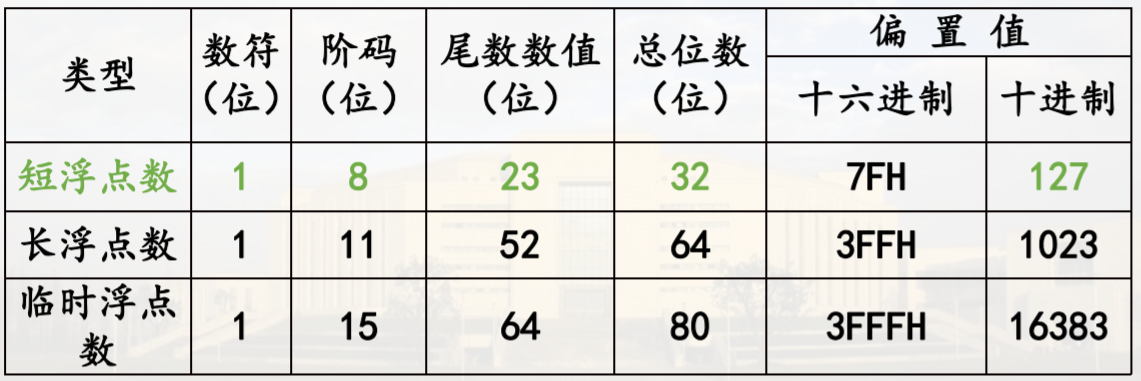 类型 数符（位） 阶码（位） 尾数数值（位） 总位数（位） 偏置值
十六进制 十进制
短浮点数 1 8 23 32 7FH 127
长浮点数 1 11 52 64 3FFH 1023
临时浮点数 1 15 64 80 3FFFH 16383